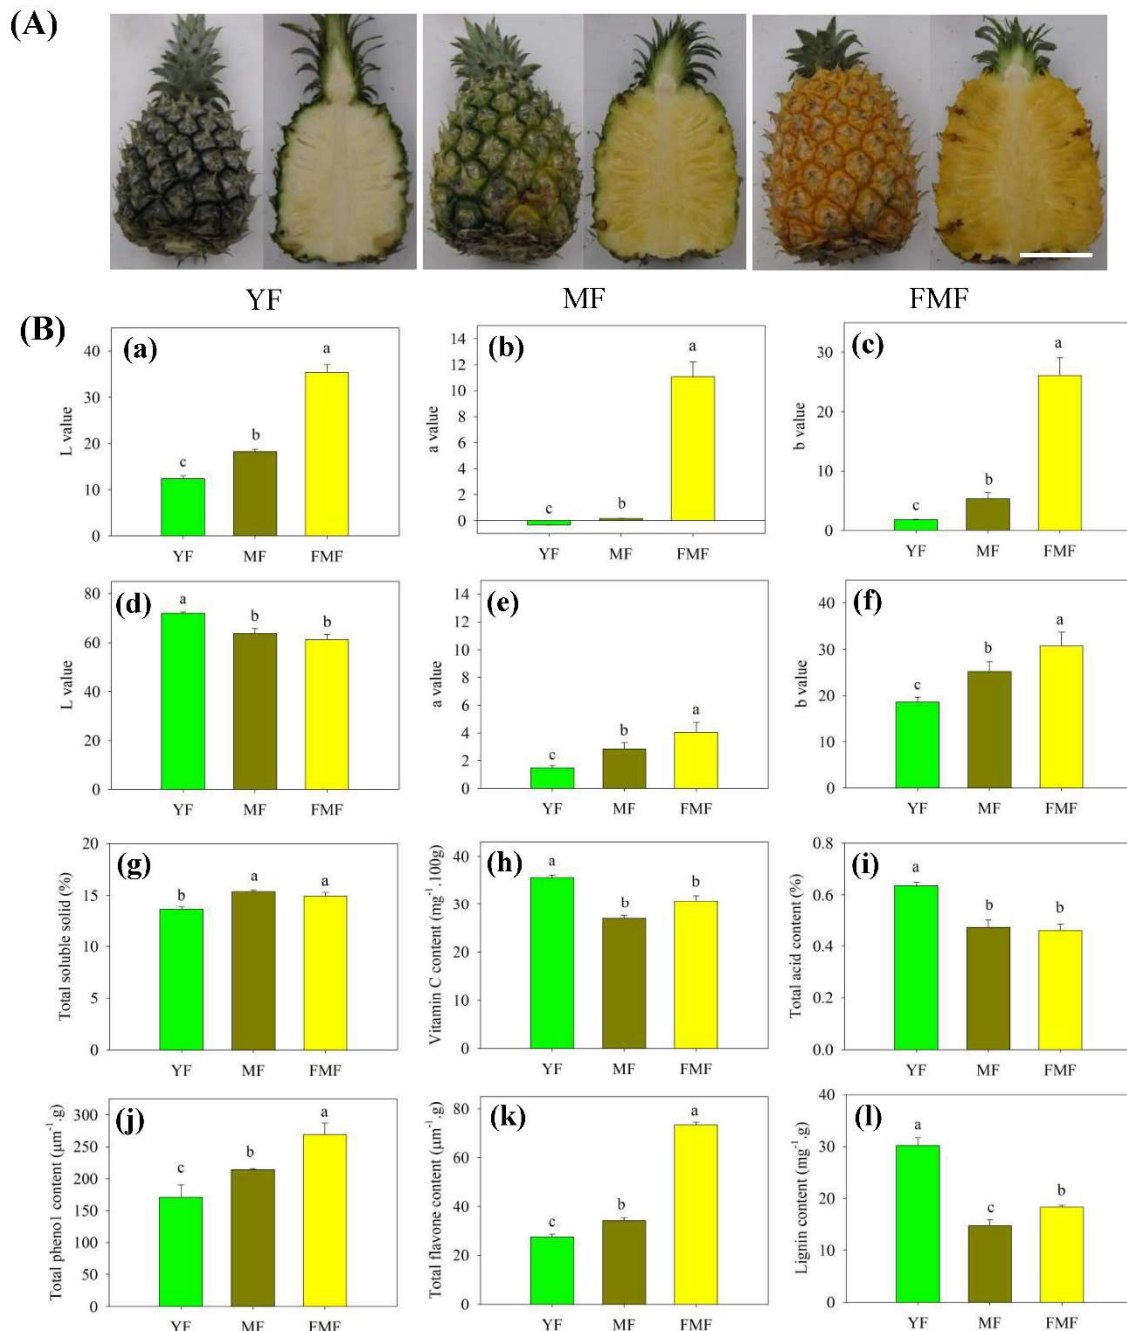 (A)
YF MF FMF
(B)
(a)
L value
40
30
20
10
0
c
b
a
YF MF FMF
(b)
a value
14
12
10
8
6
4
2
0
c
b
a
YF MF FMF
(c)
b value
30
20
10
0
c
b
a
YF MF FMF
(d)
L value
80
60
40
20
0
a
b
b
YF MF FMF
(e)
a value
14
12
10
8
6
4
2
0
c
b
a
YF MF FMF
(f)
b value
40
30
20
10
0
c
b
a
YF MF FMF
(g)
Total soluble solid (%)
20
15
10
5
0
b
a
a
YF MF FMF
(h)
Vitamin C content (mg⁻¹.100g)
40
30
20
10
0
a
b
b
YF MF FMF
(i)
Total acid content (%)
0.8
0.6
0.4
0.2
0.0
a
b
b
YF MF FMF
(j)
Total phenol content (μm⁻¹.g)
300
250
200
150
100
50
0
c
b
a
YF MF FMF
(k)
Total flavone content (μm⁻¹.g)
80
60
40
20
0
c
b
a
YF MF FMF
(l)
Lignin content (mg⁻¹.g)
40
30
20
10
0
a
c
b
YF MF FMF